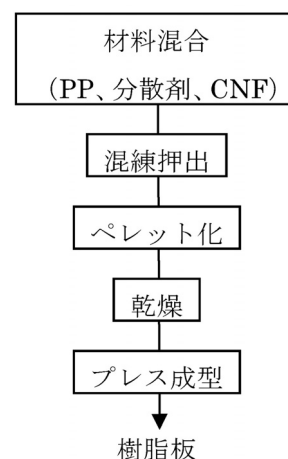 材料混合
（PP、分散剤、CNF）
混練押出
ペレット化
乾燥
プレス成型
樹脂板